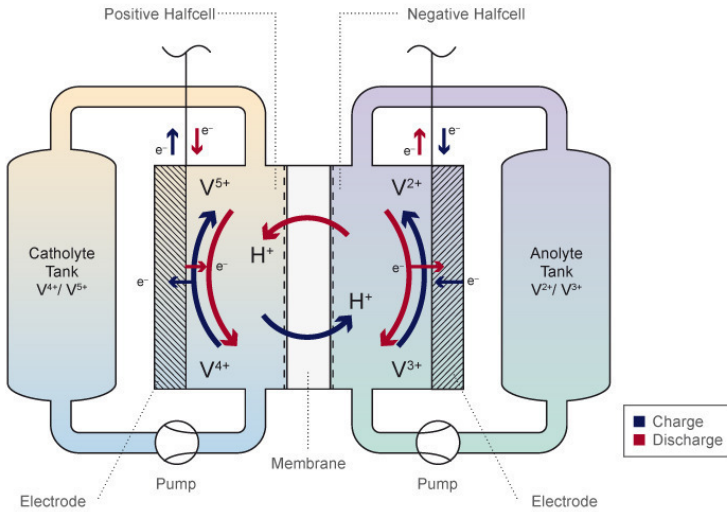 Positive Halfcell
Negative Halfcell
e⁻
e⁻
e⁻
e⁻
V⁵⁺
V²⁺
Catholyte
Tank
V⁴⁺/ V⁵⁺
H⁺
e⁻
e⁻
e⁻
e⁻
H⁺
Anolyte
Tank
V²⁺/ V³⁺
V⁴⁺
V³⁺
Charge
Discharge
Membrane
Pump
Pump
Electrode
Electrode